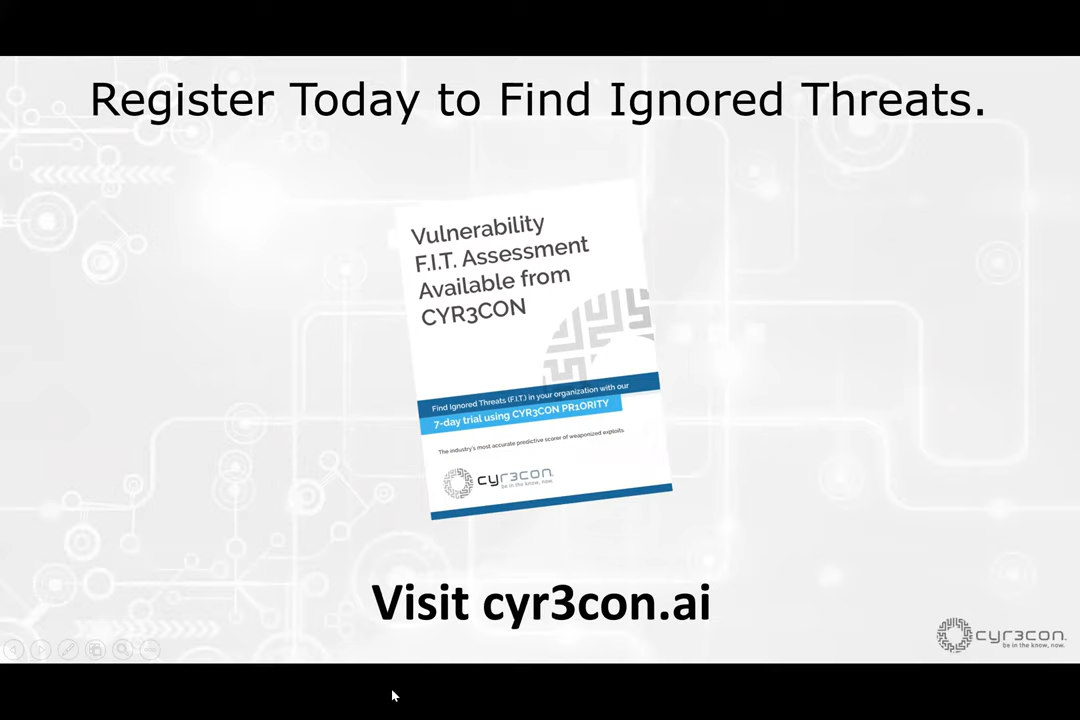 Register Today to Find Ignored Threats.
Vulnerability
F.I.T. Assessment
Available from
CYR3CON
Find Ignored Threats (F.I.T.) in your organization with our
7-day trial using CYR3CON PR1ORITY
The industry's most accurate predictive scorer of weaponized exploits.
cyr3con.
be in the know, now.
Visit cyr3con.ai
cyr3con.
be in the know, now.